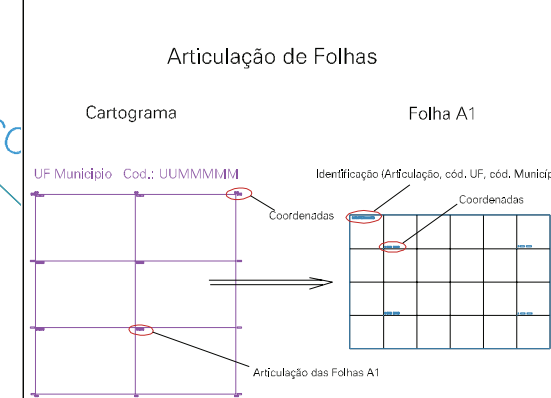 Articulação de Folhas
Cartograma
Folha A1
UF Municipio Cod.: UUMMMMM
Identificação (Articulação, cód. UF, cód. Municíp
Coordenadas
Coordenadas
Articulação das Folhas A1